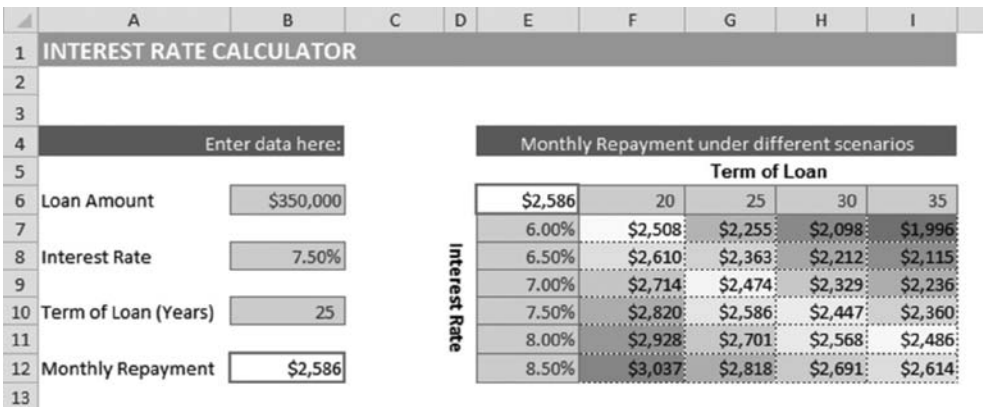 A B C D E F G H I
1 INTEREST RATE CALCULATOR
2
3
4 Enter data here: Monthly Repayment under different scenarios
5 Term of Loan
6 Loan Amount $350,000 $2,586 20 25 30 35
7 6.00% $2,508 $2,255 $2,098 $1,996
8 Interest Rate 7.50% 6.50% $2,610 $2,363 $2,212 $2,115
9 7.00% $2,714 $2,474 $2,329 $2,236
10 Term of Loan (Years) 25 7.50% $2,820 $2,586 $2,447 $2,360
11 8.00% $2,928 $2,701 $2,568 $2,486
12 Monthly Repayment $2,586 8.50% $3,037 $2,818 $2,691 $2,614
13
Interest Rate